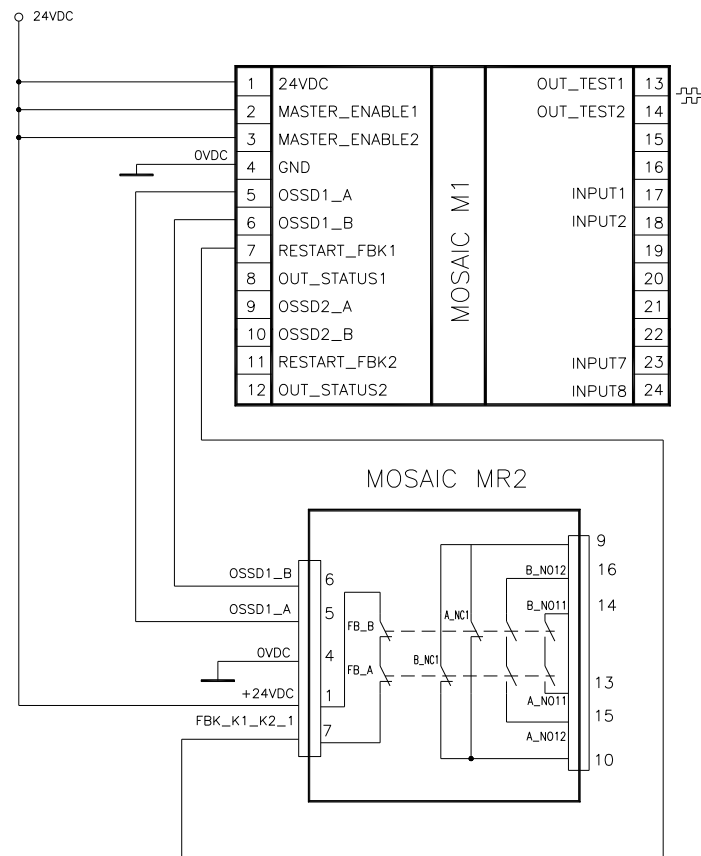 24VDC
1 24VDC OUT_TEST1 13
2 MASTER_ENABLE1 OUT_TEST2 14
3 MASTER_ENABLE2 15
0VDC 4 GND 16
5 OSSD1_A INPUT1 17
6 OSSD1_B INPUT2 18
7 RESTART_FBK1 19
8 OUT_STATUS1 20
9 OSSD2_A 21
10 OSSD2_B 22
11 RESTART_FBK2 INPUT7 23
12 OUT_STATUS2 INPUT8 24
MOSAIC M1
MOSAIC MR2
9
OSSD1_B 6 B_NO12 16
OSSD1_A 5 A_NC1 B_NO11 14
FB_B
0VDC 4 FB_A B_NC1
+24VDC 1 A_NO11 13
FBK_K1_K2_1 7 A_NO12 15
10